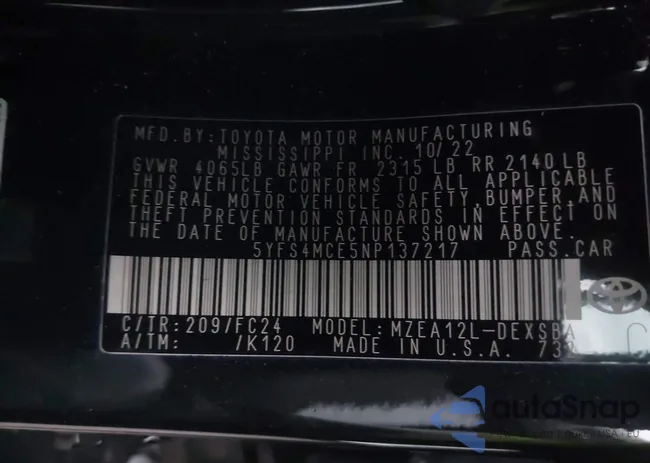 MFD.BY:TOYOTA MOTOR MANUFACTURING
MISSISSIPPI INC. 10/22
GVWR 4065LB GAWR FR 2315 LB RR 2140 LB
THIS VEHICLE CONFORMS TO ALL APPLICABLE
FEDERAL MOTOR VEHICLE SAFETY,BUMPER,AND
THEFT PREVENTION STANDARDS IN EFFECT ON
THE DATE OF MANUFACTURE SHOWN ABOVE.
5YFS4MCE5NP137217 PASS.CAR
C/TR:209/FC24 MODEL:MZEA12L-DEXSBA
A/TM: /K120 MADE IN U.S.A.
autoSnap